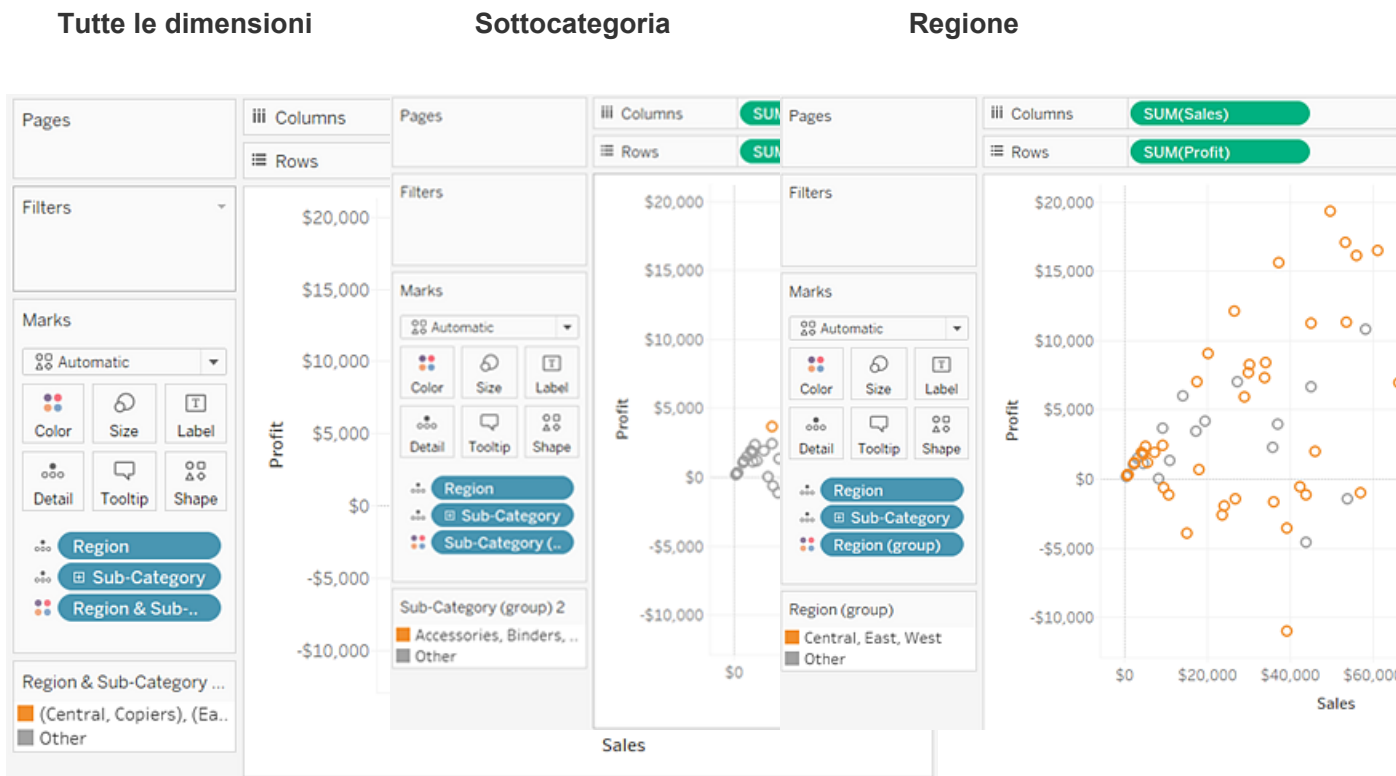 Tutte le dimensioni
Sottocategoria
Regione
Pages
Columns
Rows
Filters
$20,000
$15,000
$10,000
$5,000
$0
-$5,000
-$10,000
Profit
Marks
Automatic
Color
Size
Label
Detail
Tooltip
Shape
Region
Sub-Category
Region & Sub-..
Region & Sub-Category ...
(Central, Copiers), (Ea..
Other
Sales
Pages
Columns
SUM
Rows
SUM
Filters
$20,000
$15,000
$10,000
$5,000
$0
-$5,000
-$10,000
Profit
$0
Marks
Automatic
Color
Size
Label
Detail
Tooltip
Shape
Region
Sub-Category
Sub-Category (..
Sub-Category (group) 2
Accessories, Binders, ..
Other
Pages
Columns
SUM(Sales)
Rows
SUM(Profit)
Filters
$20,000
$15,000
$10,000
$5,000
$0
-$5,000
-$10,000
Profit
$0
$20,000
$40,000
$60,000
Sales
Marks
Automatic
Color
Size
Label
Detail
Tooltip
Shape
Region
Sub-Category
Region (group)
Region (group)
Central, East, West
Other